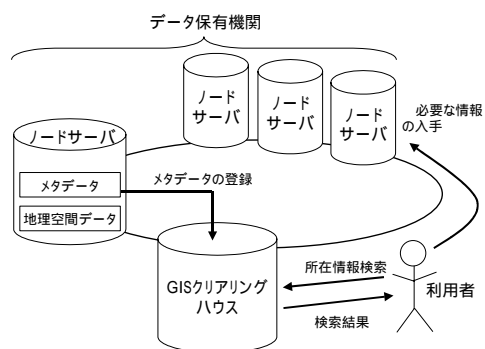 データ保有機関
ノード
サーバ
ノード
サーバ
ノード
サーバ
必要な情報
の入手
ノードサーバ
メタデータ
地理空間データ
メタデータの登録
GISクリアリング
ハウス
所在情報検索
検索結果
利用者